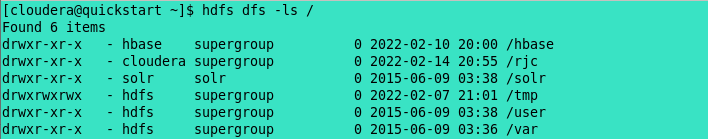 [cloudera@quickstart ~]$ hdfs dfs -ls /
Found 6 items
drwxr-xr-x   - hbase    supergroup          0 2022-02-10 20:00 /hbase
drwxr-xr-x   - cloudera supergroup          0 2022-02-14 20:55 /rjc
drwxr-xr-x   - solr     solr                0 2015-06-09 03:38 /solr
drwxrwxrwx   - hdfs     supergroup          0 2022-02-07 21:01 /tmp
drwxr-xr-x   - hdfs     supergroup          0 2015-06-09 03:38 /user
drwxr-xr-x   - hdfs     supergroup          0 2015-06-09 03:36 /var